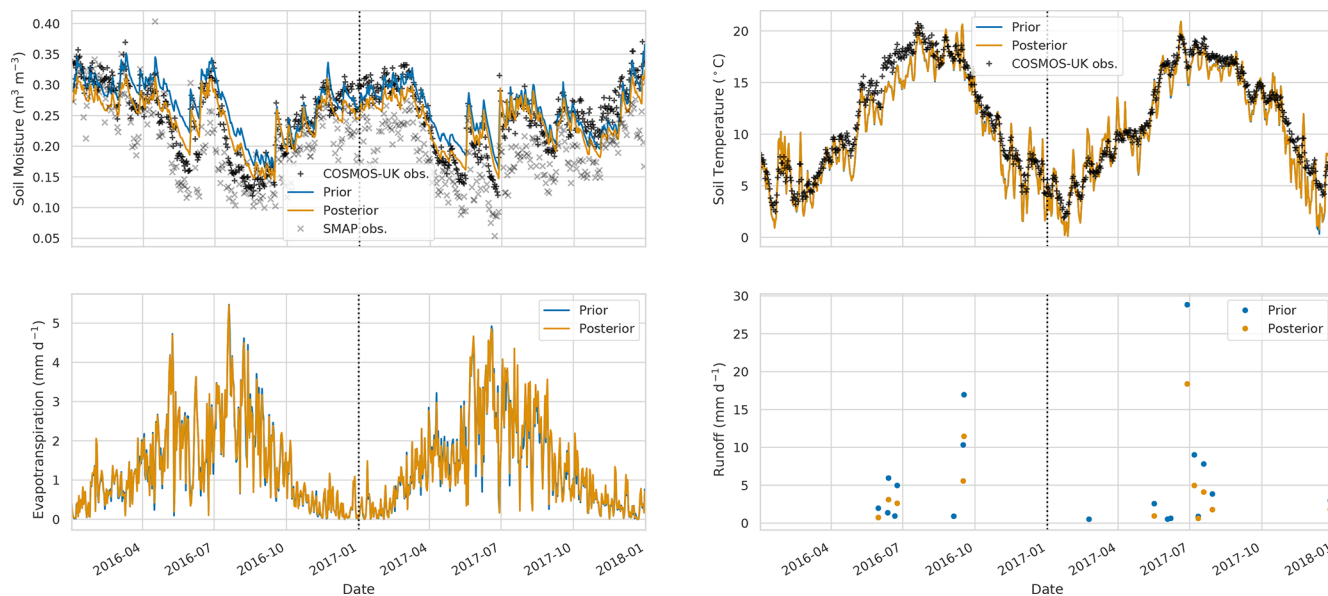 0.40
0.35
0.30
0.25
0.20
0.15
0.10
0.05
Soil Moisture (m³ m⁻³)
COSMOS-UK obs.
Prior
Posterior
SMAP obs.
20
15
10
5
0
Soil Temperature (° C)
Prior
Posterior
COSMOS-UK obs.
5
4
3
2
1
0
Evapotranspiration (mm d⁻¹)
Prior
Posterior
2016-04
2016-07
2016-10
2017-01
2017-04
2017-07
2017-10
2018-01
Date
30
25
20
15
10
5
0
Runoff (mm d⁻¹)
Prior
Posterior
2016-04
2016-07
2016-10
2017-01
2017-04
2017-07
2017-10
2018-01
Date